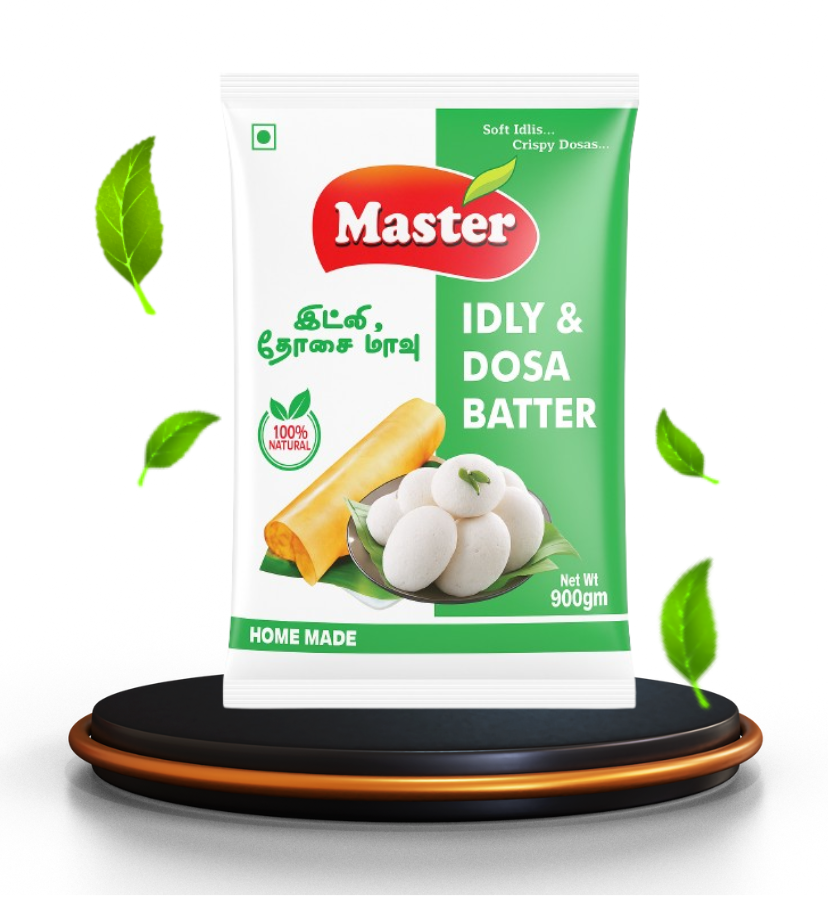 Soft Idlis...
Crispy Dosas...
Master
இட்லி,
தோசை மாவு
IDLY &
DOSA
BATTER
100%
NATURAL
Net Wt
900gm
HOME MADE